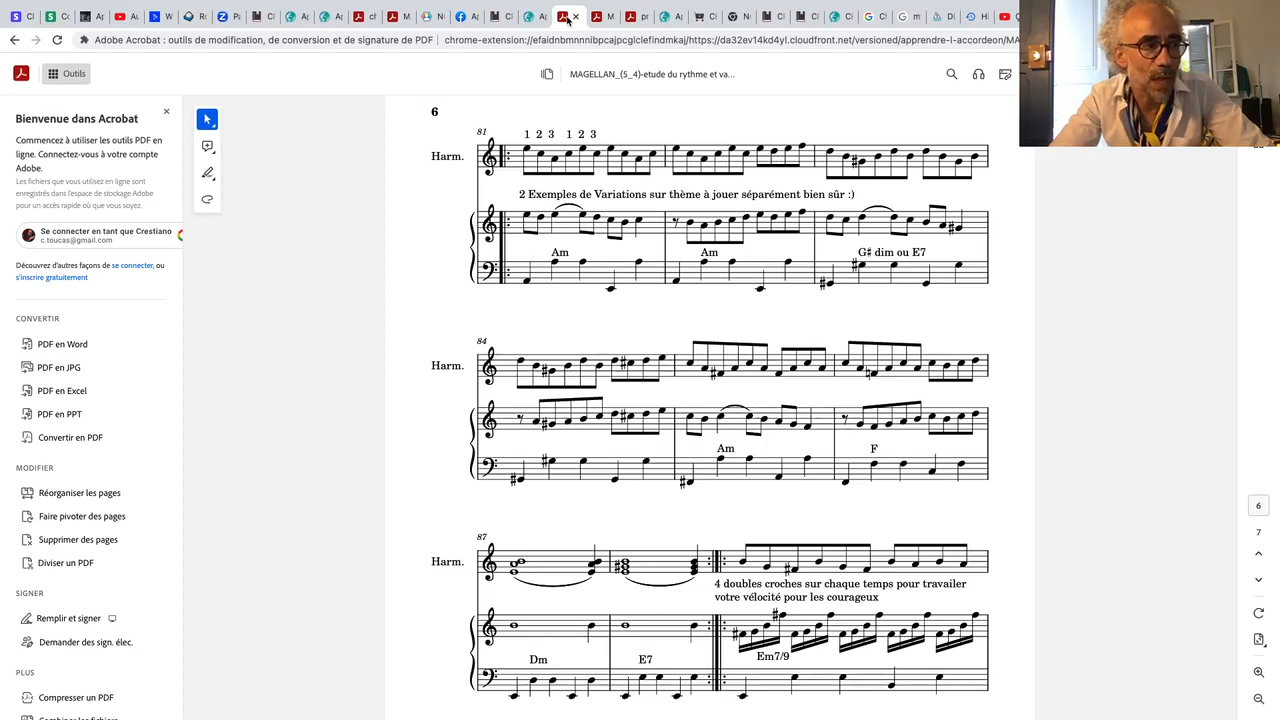 Adobe Acrobat : outils de modification, de conversion et de signature de PDF | chrome-extension://efaidnbmnnnibpcajpcglclefindmkaj/https://da32ev14kd4yl.cloudfront.net/versioned/apprendre-l-accordeon/MA
Outils
MAGELLAN_(S_4)-etude du rythme et va...
Bienvenue dans Acrobat
Commencez à utiliser les outils PDF en
ligne. Connectez-vous à votre compte
Adobe.
Les fichiers que vous utilisez en ligne sont
enregistrés dans l'espace de stockage Adobe
pour un accès rapide où que vous soyez.
Se connecter en tant que Crestiano
c.toucas@gmail.com
Découvrez d'autres façons de se connecter, ou
s'inscrire gratuitement
CONVERTIR
PDF en Word
PDF en JPG
PDF en Excel
PDF en PPT
Convertir en PDF
MODIFIER
Réorganiser les pages
Faire pivoter des pages
Supprimer des pages
Diviser un PDF
SIGNER
Remplir et signer
Demander des sign. élec.
PLUS
Compresser un PDF
6
81
1 2 3 1 2 3
Harm.
2 Exemples de Variations sur thème à jouer séparément bien sûr :)
Am Am G# dim ou E7
84
Harm.
Am F
87
Harm.
4 doubles croches sur chaque temps pour travailer
votre vélocité pour les courageux
Dm E7 Em7/9
6
7